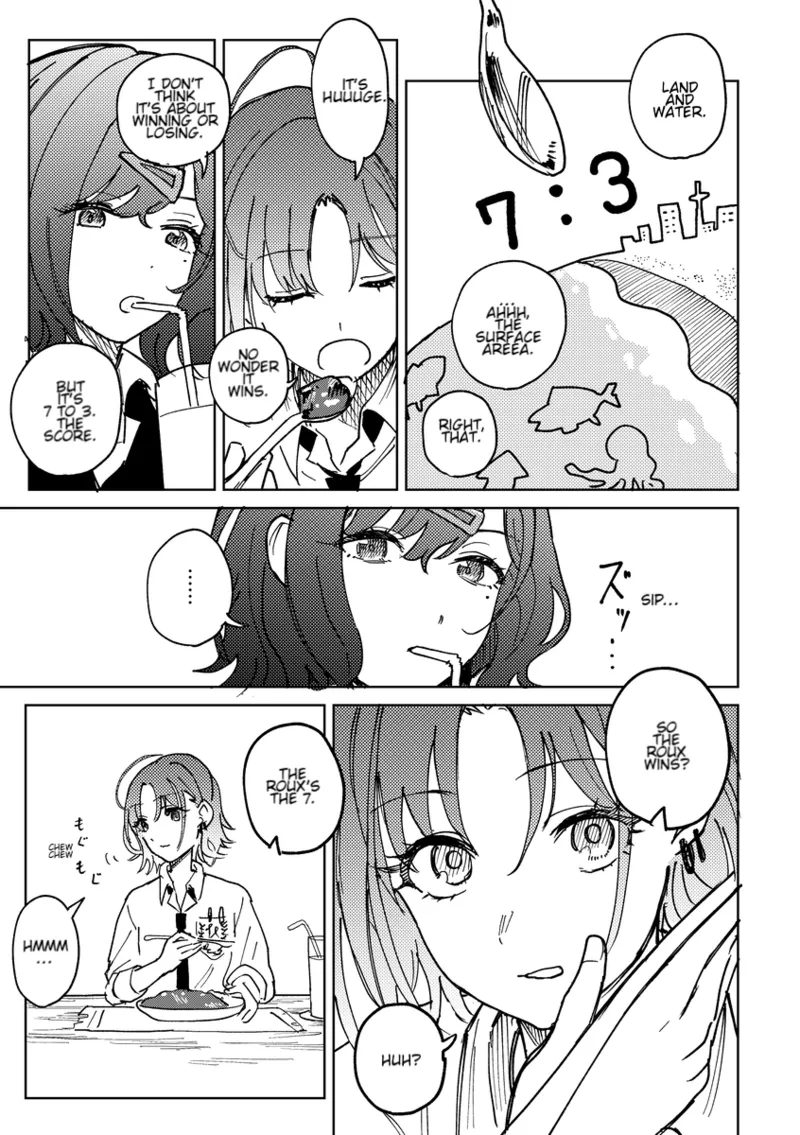 LAND
AND
WATER.
7:3
AHHH,
THE
SURFACE
AREEA.
RIGHT,
THAT.
IT'S
HUUUGE.
NO
WONDER
IT
WINS.
I DON'T
THINK
IT'S ABOUT
WINNING OR
LOSING.
BUT
IT'S
7 TO 3.
THE
SCORE.
ズッ...
SIP...
......
SO
THE
ROUX
WINS?
HUH?
THE
ROUX'S
THE 7.
もぐ
もぐ
CHEW
CHEW
HMMM
...